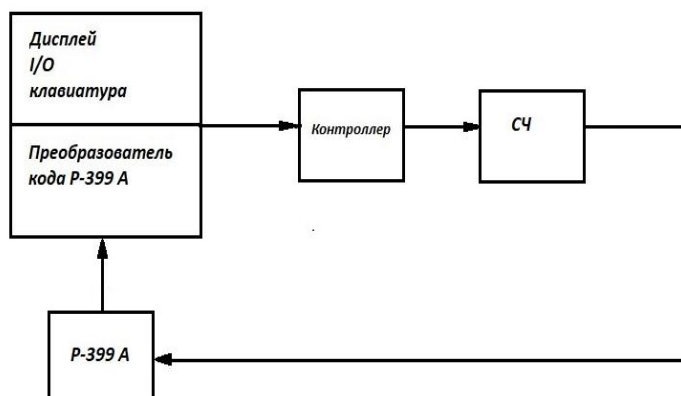 Дисплей
I/O
клавиатура
Преобразователь
кода Р-399 А
Контроллер
СЧ
Р-399 А